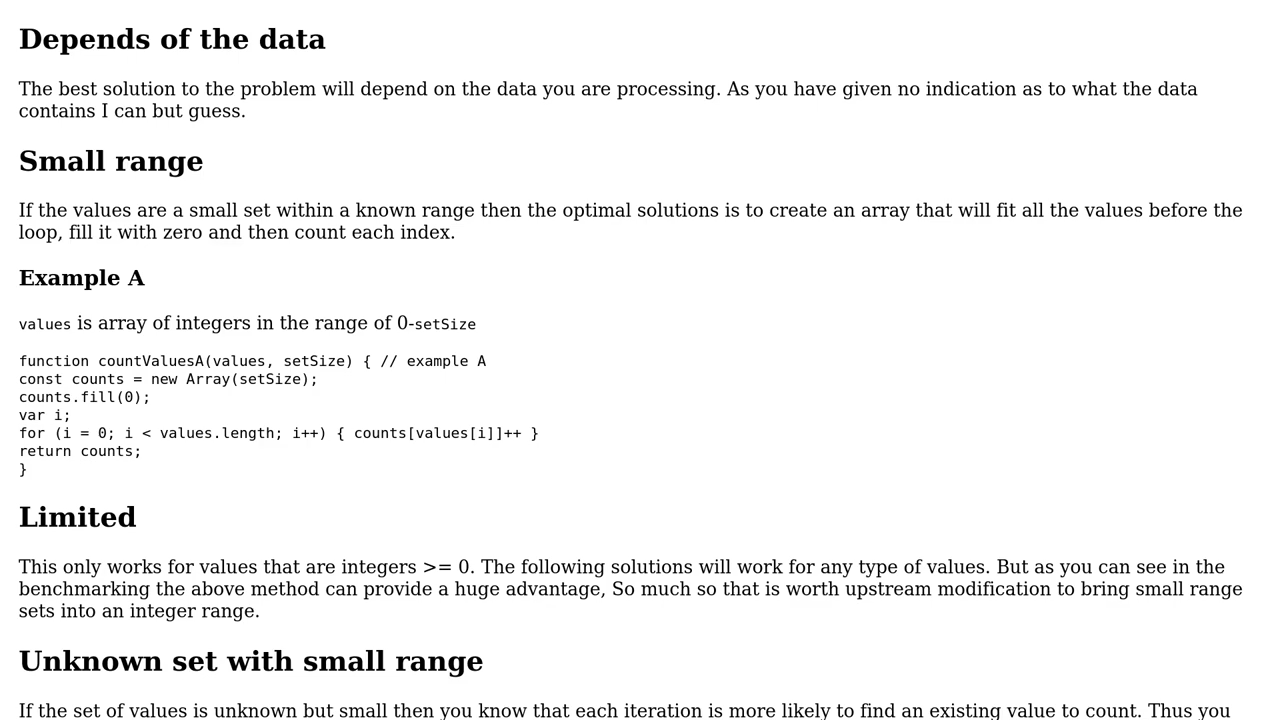 Depends of the data
The best solution to the problem will depend on the data you are processing. As you have given no indication as to what the data
contains I can but guess.
Small range
If the values are a small set within a known range then the optimal solutions is to create an array that will fit all the values before the
loop, fill it with zero and then count each index.
Example A
values is array of integers in the range of 0-setSize
function countValuesA(values, setSize) { // example A
const counts = new Array(setSize);
counts.fill(0);
var i;
for (i = 0; i < values.length; i++) { counts[values[i]]++ }
return counts;
}
Limited
This only works for values that are integers >= 0. The following solutions will work for any type of values. But as you can see in the
benchmarking the above method can provide a huge advantage, So much so that is worth upstream modification to bring small range
sets into an integer range.
Unknown set with small range
If the set of values is unknown but small then you know that each iteration is more likely to find an existing value to count. Thus you